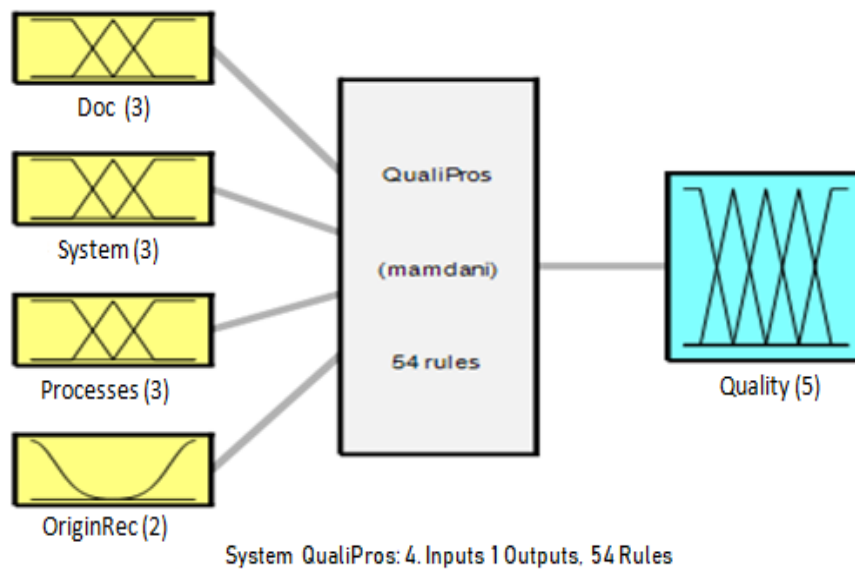 Doc (3)
System (3)
Processes (3)
OriginRec (2)
QualiPros
(mamdani)
54 rules
Quality (5)
System QualiPros: 4. Inputs 1 Outputs, 54 Rules